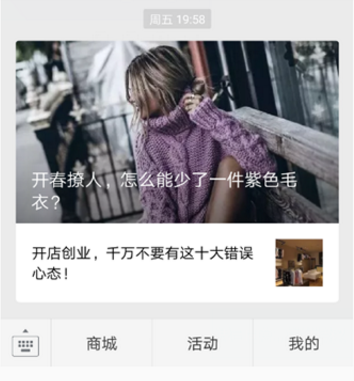 周五 19:58
开春撩人，怎么能少了一件紫色毛
衣？
开店创业，千万不要有这十大错误
心态！
商城
活动
我的